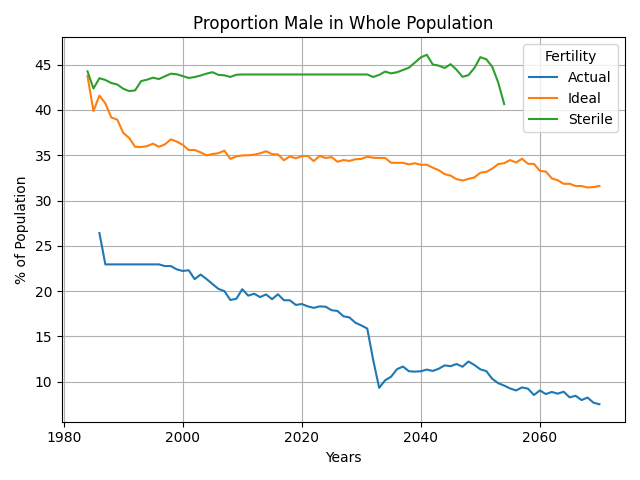 Proportion Male in Whole Population
% of Population
45
40
35
30
25
20
15
10
1980
2000
2020
2040
2060
Years
Fertility
Actual
Ideal
Sterile